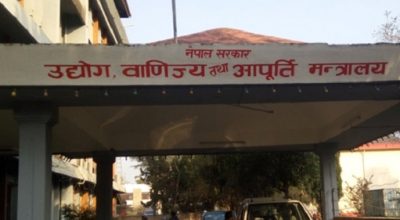 नेपाल सरकार
उद्योग, वाणिज्य तथा आपूर्ति मन्त्रालय